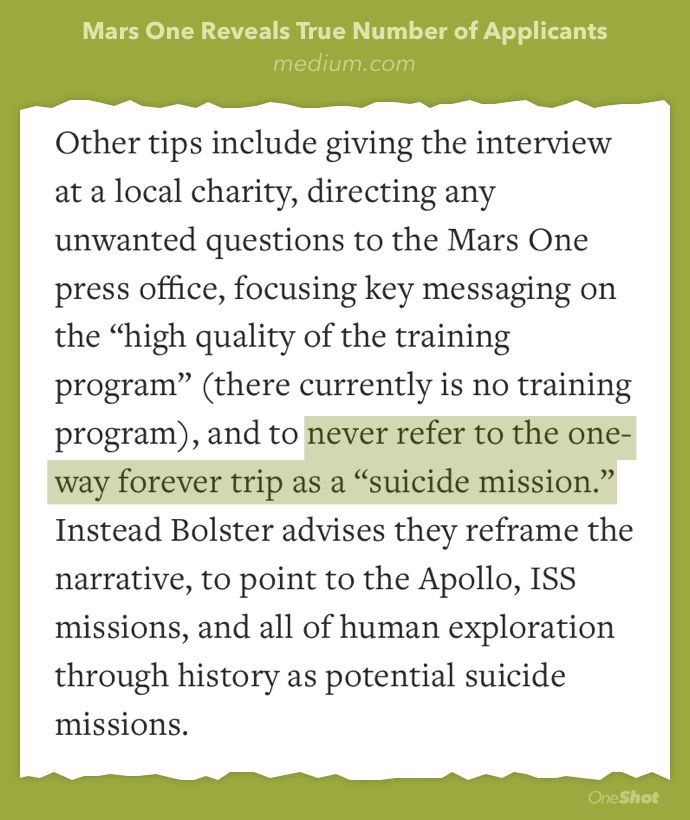 Mars One Reveals True Number of Applicants
medium.com
Other tips include giving the interview
at a local charity, directing any
unwanted questions to the Mars One
press office, focusing key messaging on
the “high quality of the training
program” (there currently is no training
program), and to never refer to the one-
way forever trip as a “suicide mission.”
Instead Bolster advises they reframe the
narrative, to point to the Apollo, ISS
missions, and all of human exploration
through history as potential suicide
missions.
OneShot